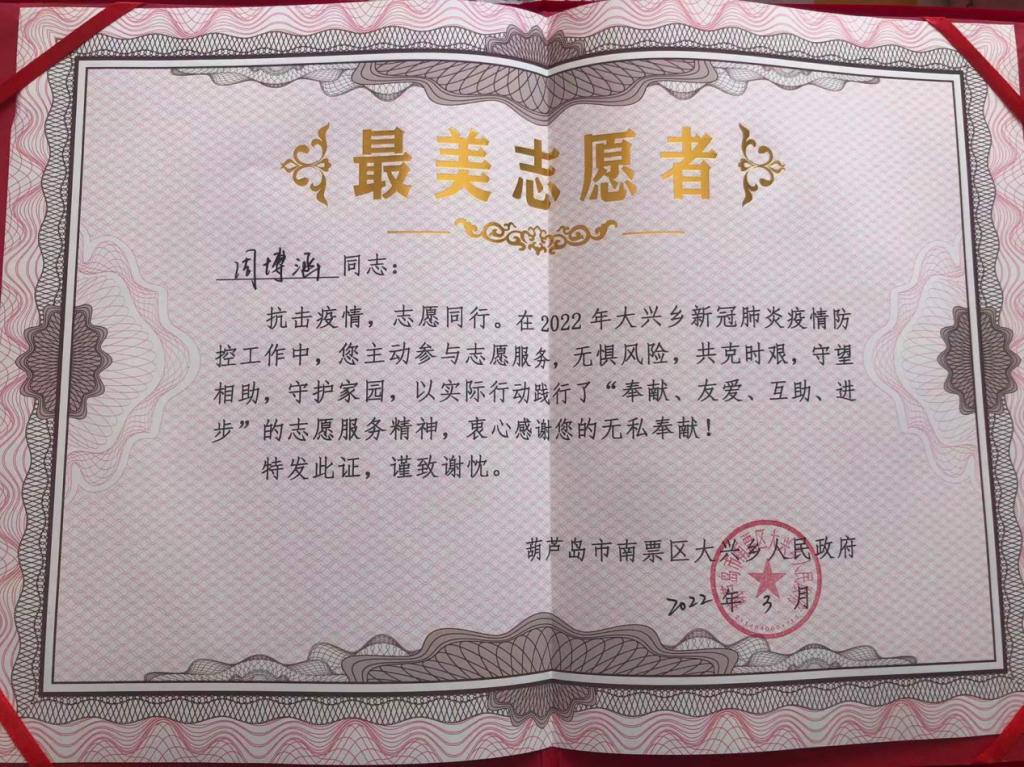 最美志愿者
周博涵同志：
抗击疫情，志愿同行。在2022年大兴乡新冠肺炎疫情防
控工作中，您主动参与志愿服务，无惧风险，共克时艰，守望
相助，守护家园，以实际行动践行了“奉献、友爱、互助、进
步”的志愿服务精神，衷心感谢您的无私奉献！
特发此证，谨致谢忱。
葫芦岛市南票区大兴乡人民政府
2022年3月